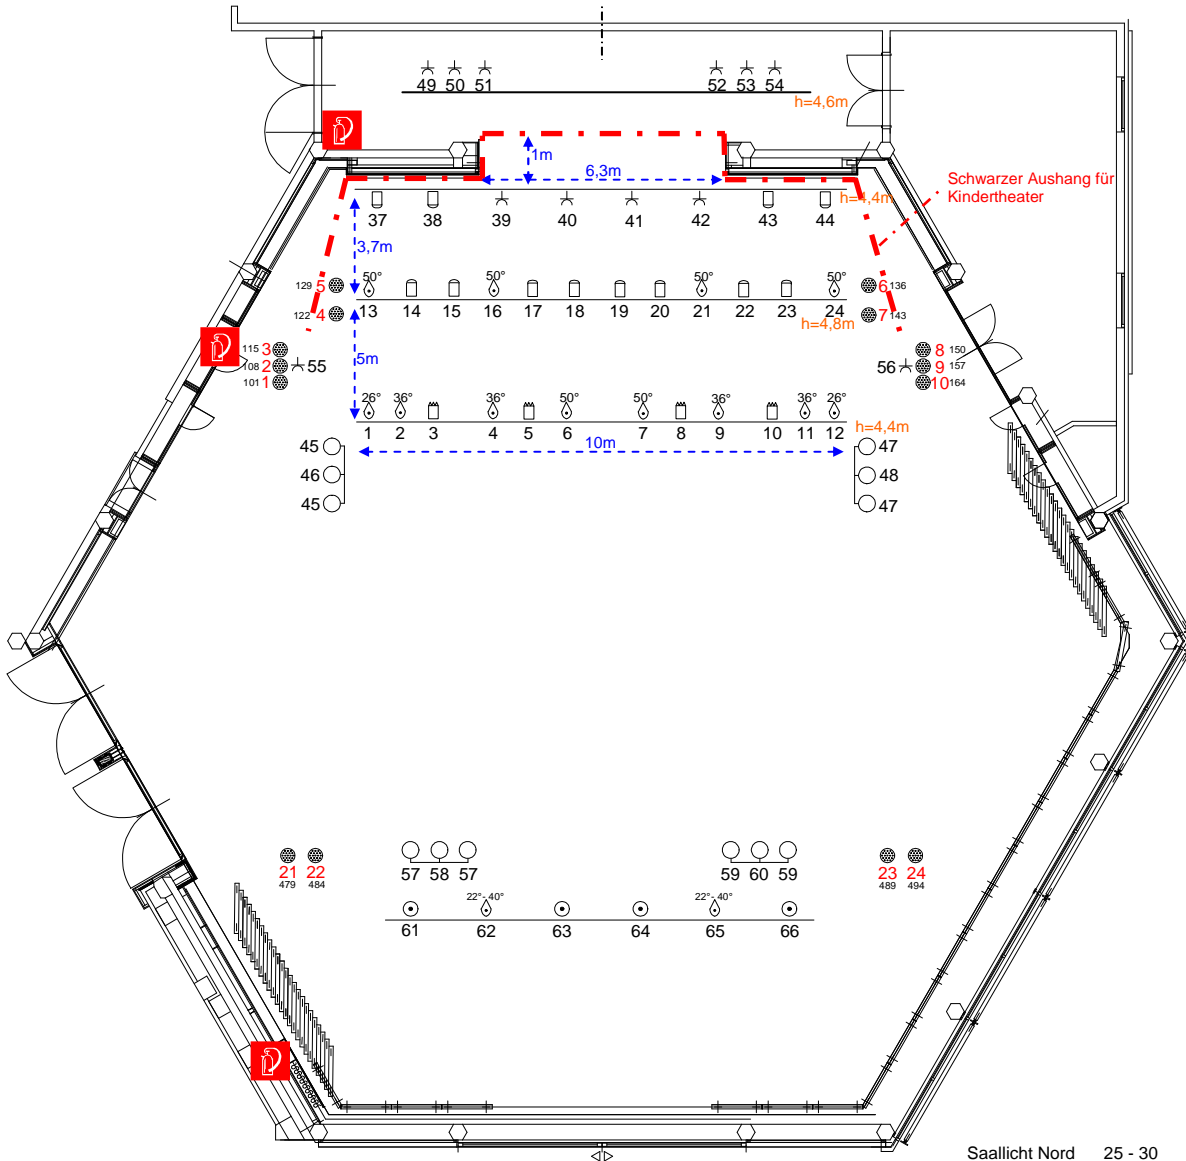 49 50 51 52 53 54
h=4,6m
1m
6,3m
Schwarzer Aushang für
Kindertheater
h=4,4m
37 38 39 40 41 42 43 44
3,7m
50° 50° 50° 50°
129 5 6 136
13 14 15 16 17 18 19 20 21 22 23 24
122 4 7 143
h=4,8m
115 3 8 150
5m
108 2 55 56 9 157
101 1 10 164
26° 36° 36° 50° 50° 36° 36° 26°
1 2 3 4 5 6 7 8 9 10 11 12
h=4,4m
10m
45 47
46 48
45 47
57 58 57 59 60 59
21 22 23 24
479 484 489 494
22°- 40° 22°- 40°
61 62 63 64 65 66
Saallicht Nord 25 - 30